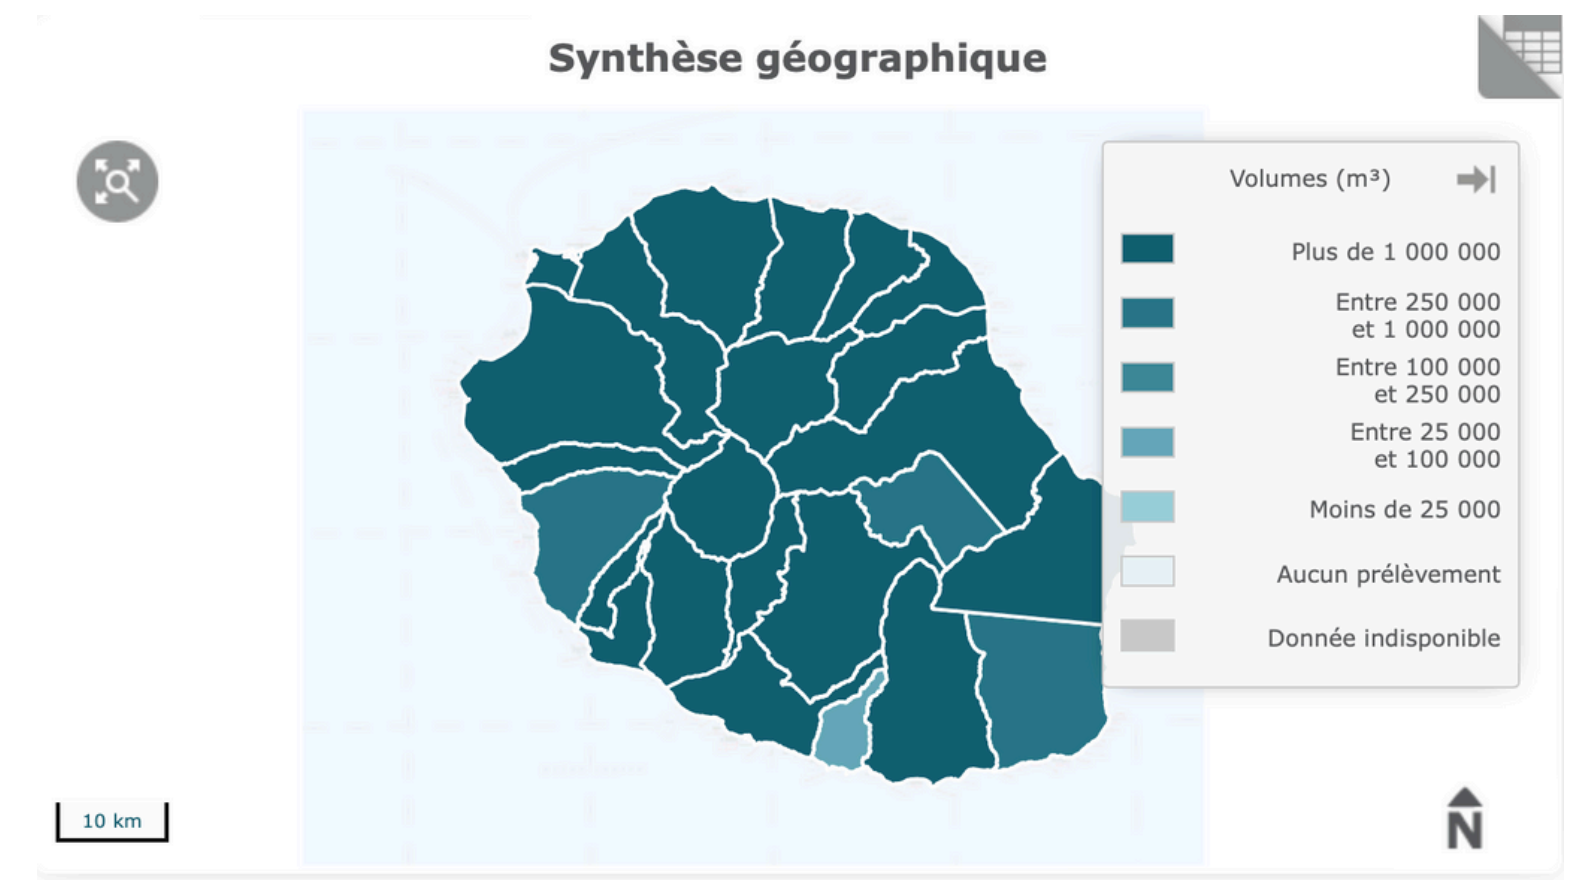 Synthèse géographique
Volumes (m³)
Plus de 1 000 000
Entre 250 000
et 1 000 000
Entre 100 000
et 250 000
Entre 25 000
et 100 000
Moins de 25 000
Aucun prélèvement
Donnée indisponible
10 km
N